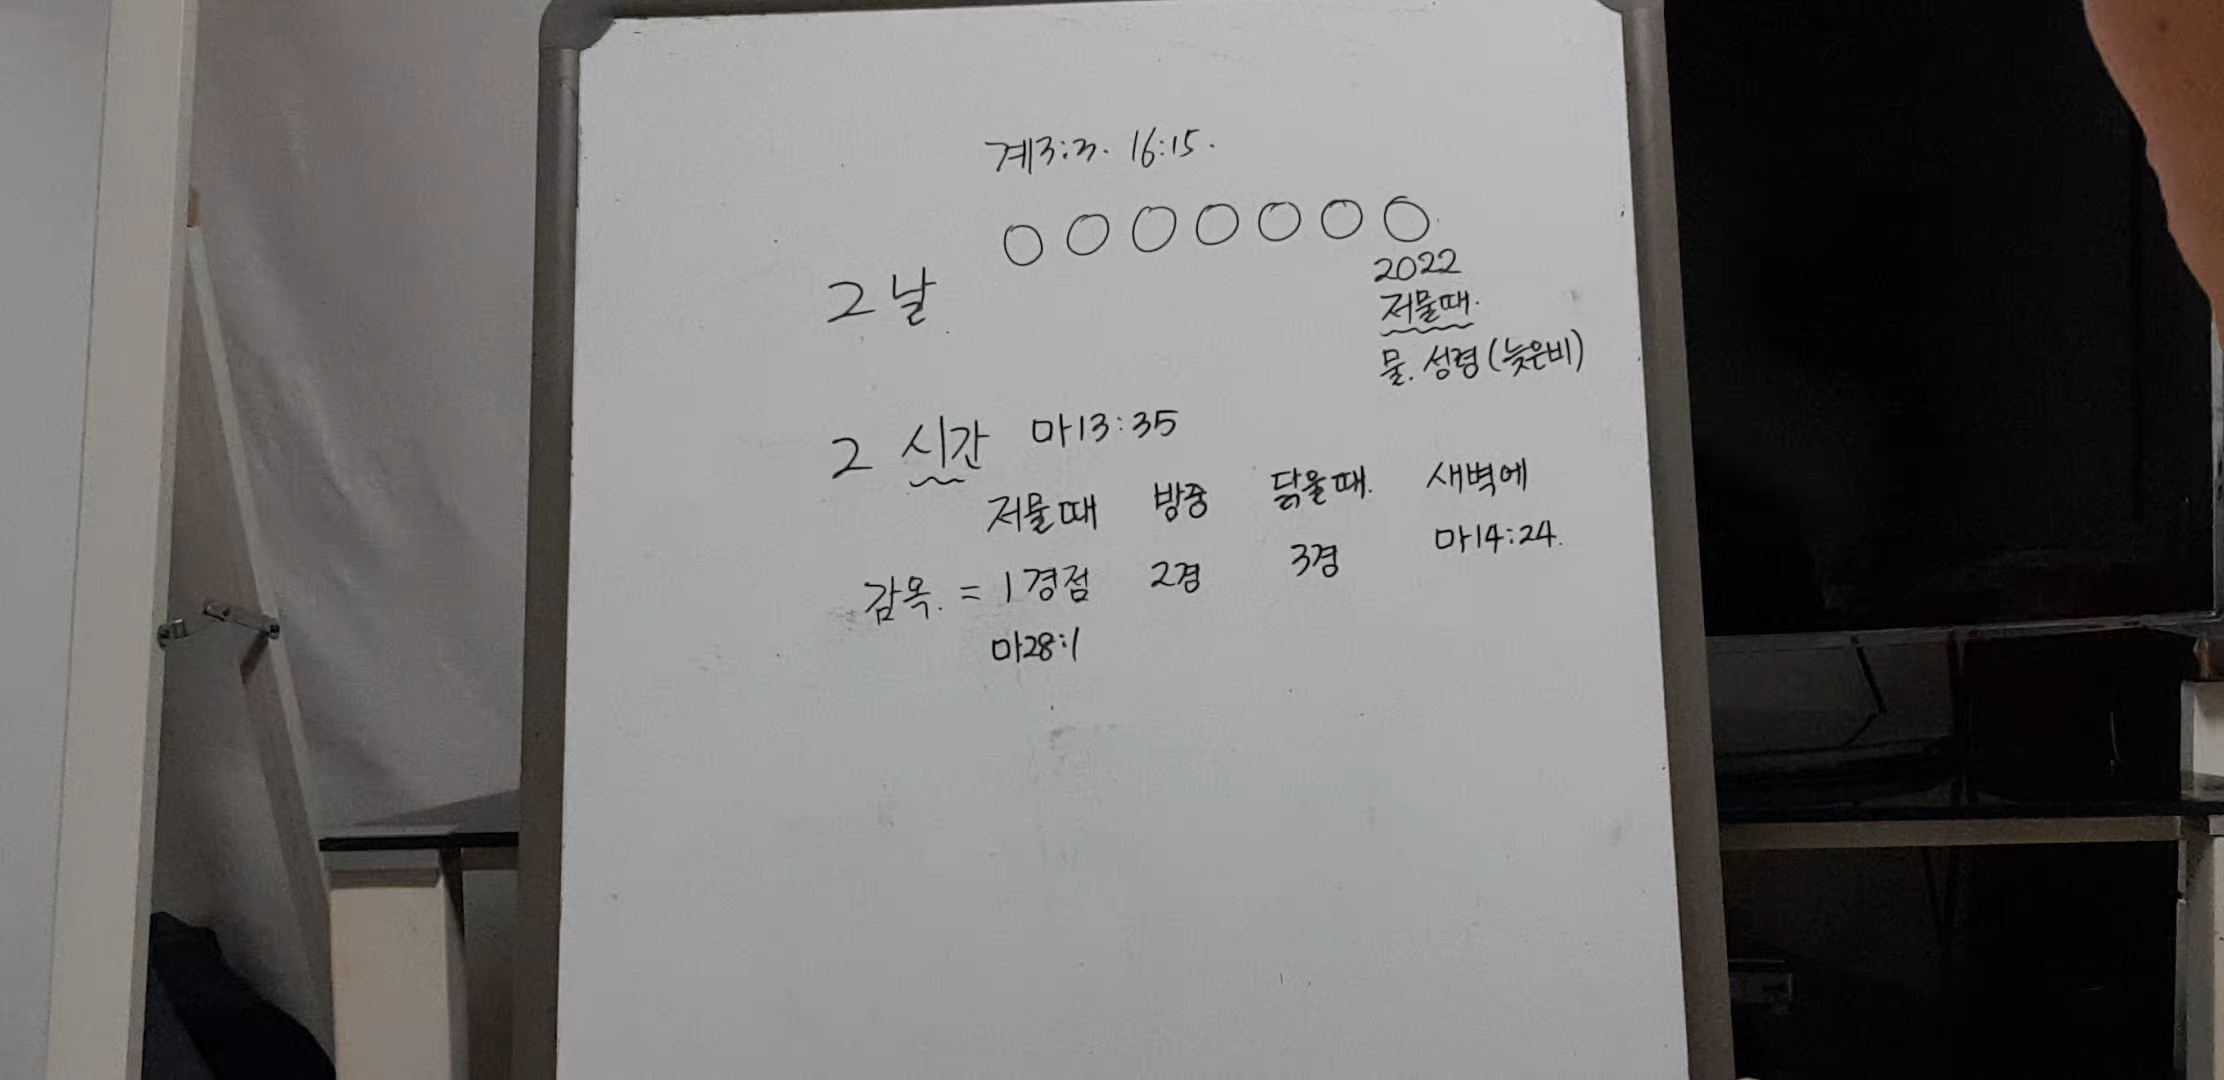 계3:3. 16:15.
○ ○ ○ ○ ○ ○ ○
그 날
2022
저물때.
물. 성령(늦은비)
그 시간 마13:35
저물때 밤중 닭울때. 새벽에
감옥. = 1경점 2경 3경 마14:24.
마28:1